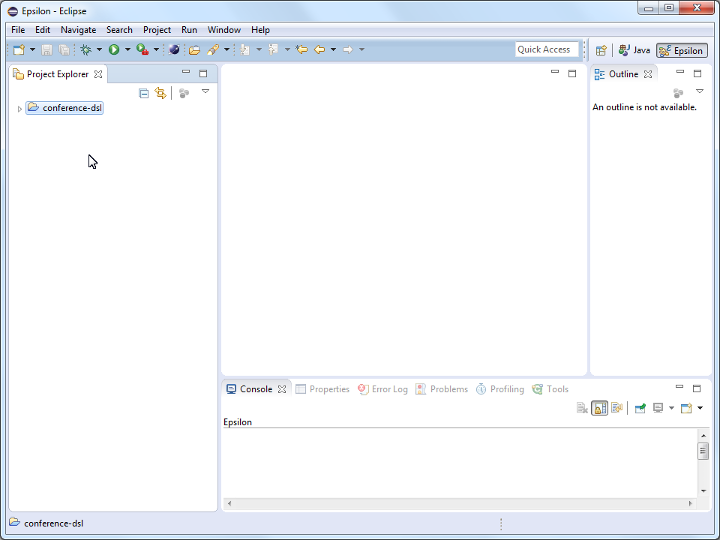 Epsilon - Eclipse
File Edit Navigate Search Project Run Window Help
Quick Access Java Epsilon
Project Explorer
conference-dsl
Outline
An outline is not available.
Console Properties Error Log Problems Profiling Tools
Epsilon
conference-dsl